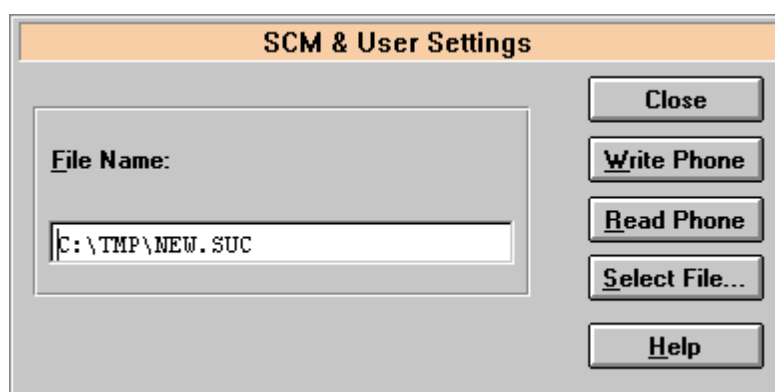 SCM & User Settings
Close
File Name:
Write Phone
Read Phone
C:\TMP\NEW.SUC
Select File...
Help